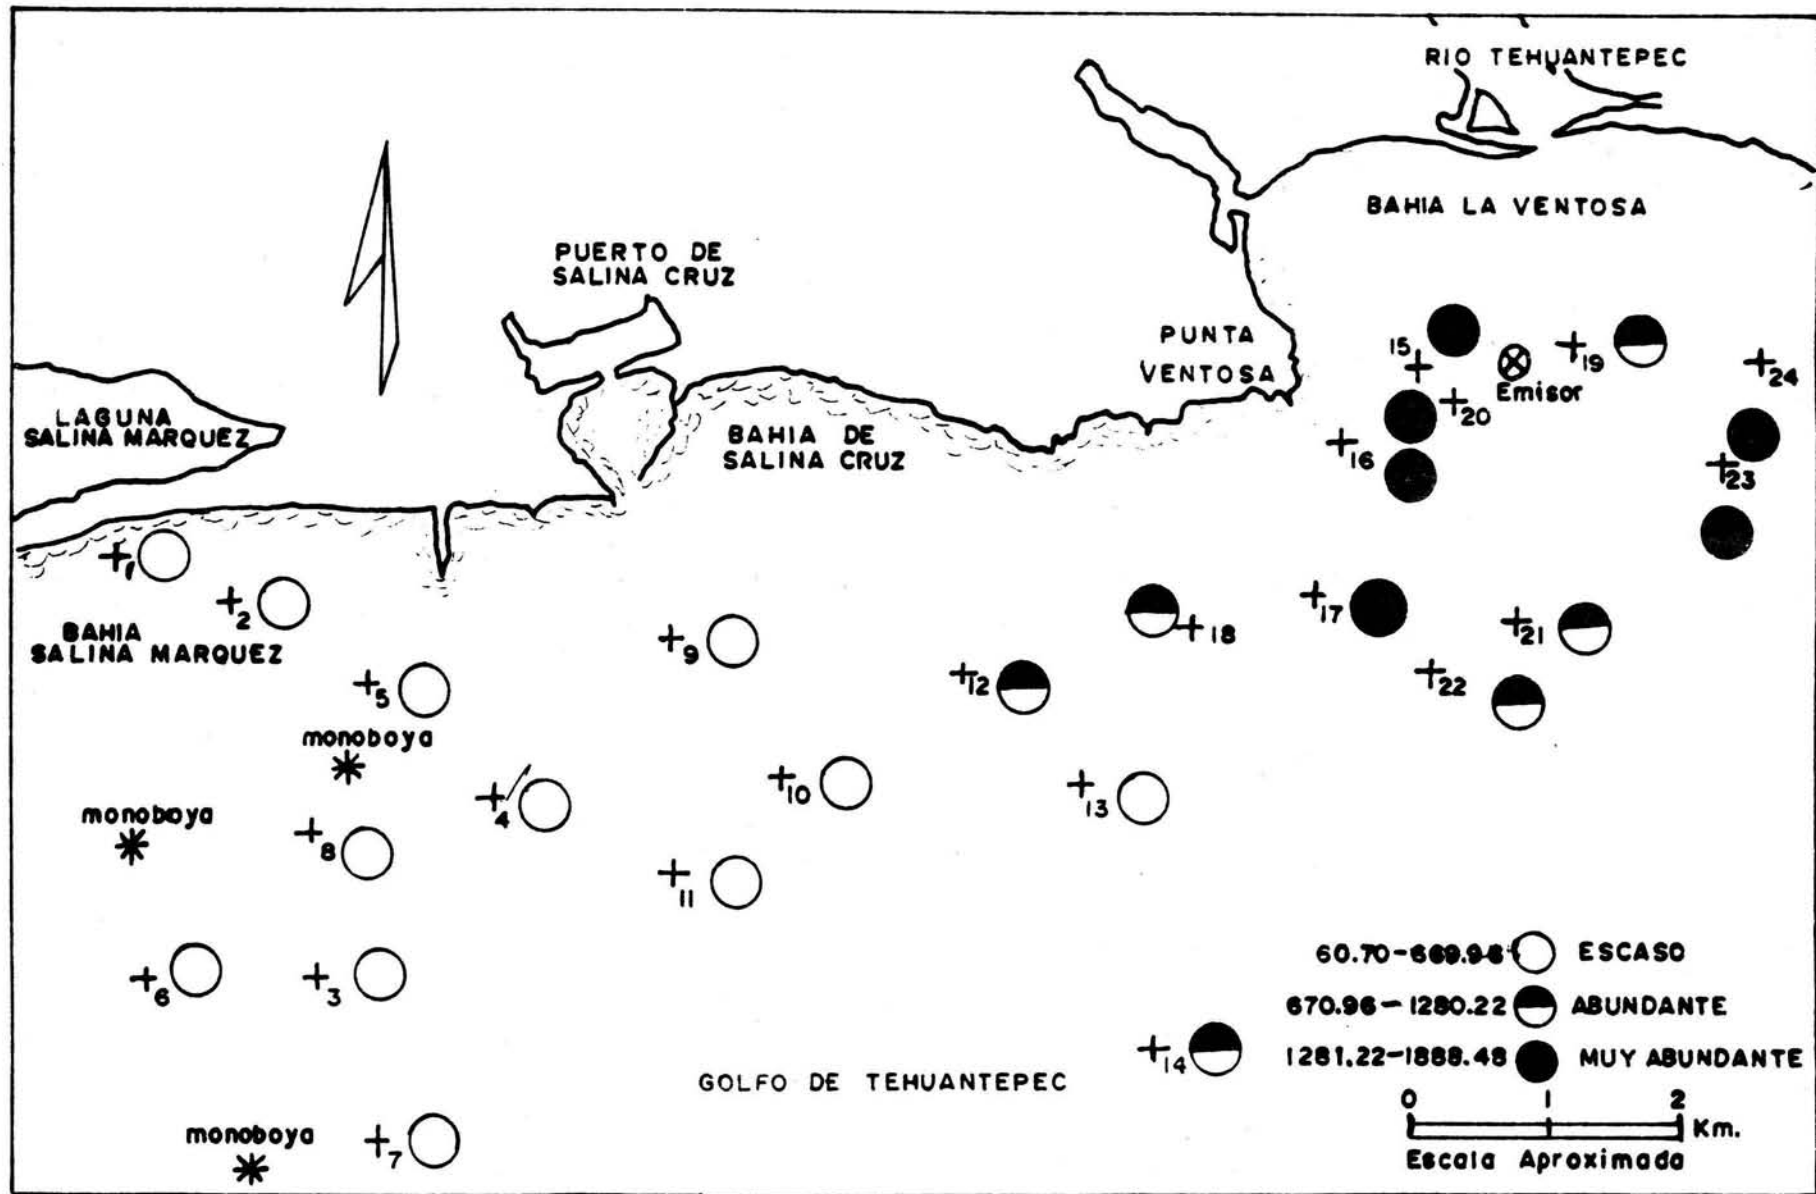 RIO TEHUANTEPEC
BAHIA LA VENTOSA
PUERTO DE
SALINA CRUZ
PUNTA
VENTOSA
15
19
Emisor
24
20
LAGUNA
SALINA MARQUEZ
BAHIA DE
SALINA CRUZ
16
23
1
2
BAHIA
SALINA MARQUEZ
9
18
17
21
5
12
22
monoboya
4
10
13
monoboya
8
11
6
3
60.70- ESCASO
670.96-1280.22 ABUNDANTE
1281.22-1888.48 MUY ABUNDANTE
14
GOLFO DE TEHUANTEPEC
0 1 2
Km.
Escala Aproximada
monoboya
7